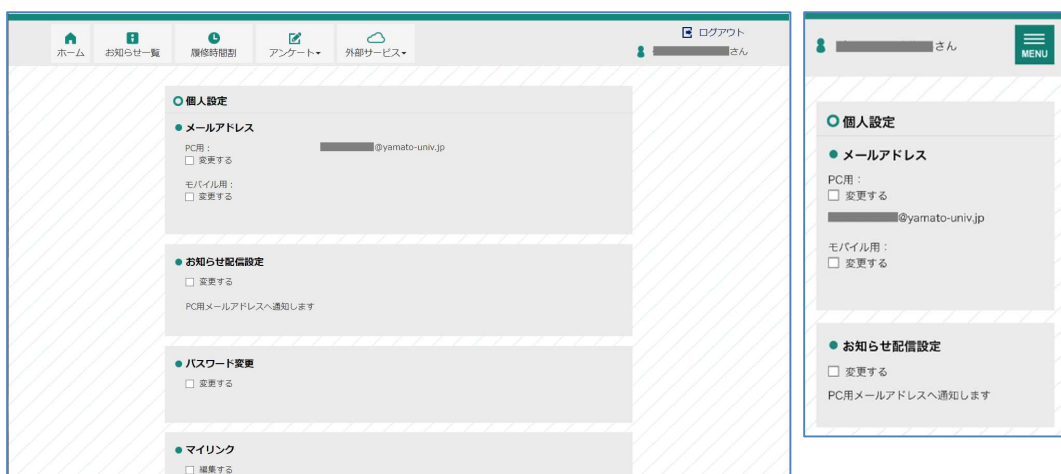 ホーム お知らせ一覧 履修時間割 アンケート▾ 外部サービス▾
ログアウト
さん
個人設定
メールアドレス
PC用： @yamato-univ.jp
変更する
モバイル用：
変更する
お知らせ配信設定
変更する
PC用メールアドレスへ通知します
パスワード変更
変更する
マイリンク
編集する
さん
MENU
個人設定
メールアドレス
PC用：
変更する
@yamato-univ.jp
モバイル用：
変更する
お知らせ配信設定
変更する
PC用メールアドレスへ通知します